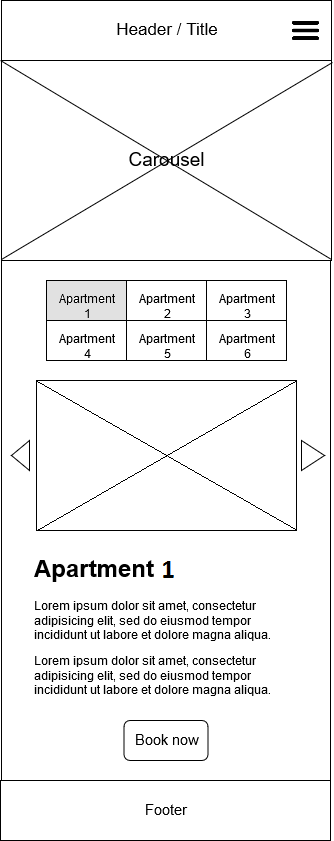 Header / Title
Carousel
Apartment
1
Apartment
2
Apartment
3
Apartment
4
Apartment
5
Apartment
6
Apartment 1
Lorem ipsum dolor sit amet, consectetur
adipisicing elit, sed do eiusmod tempor
incididunt ut labore et dolore magna aliqua.
Lorem ipsum dolor sit amet, consectetur
adipisicing elit, sed do eiusmod tempor
incididunt ut labore et dolore magna aliqua.
Book now
Footer